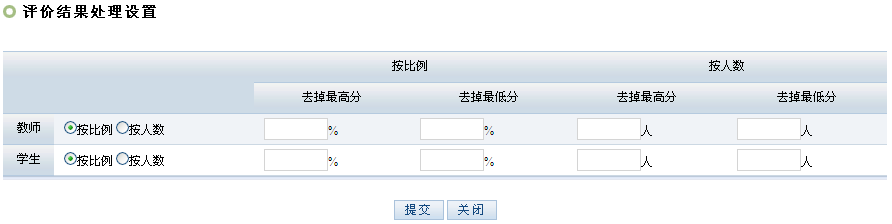 评价结果处理设置
按比例 按人数
去掉最高分 去掉最低分 去掉最高分 去掉最低分
教师 按比例 按人数 % % 人 人
学生 按比例 按人数 % % 人 人
提交 关闭